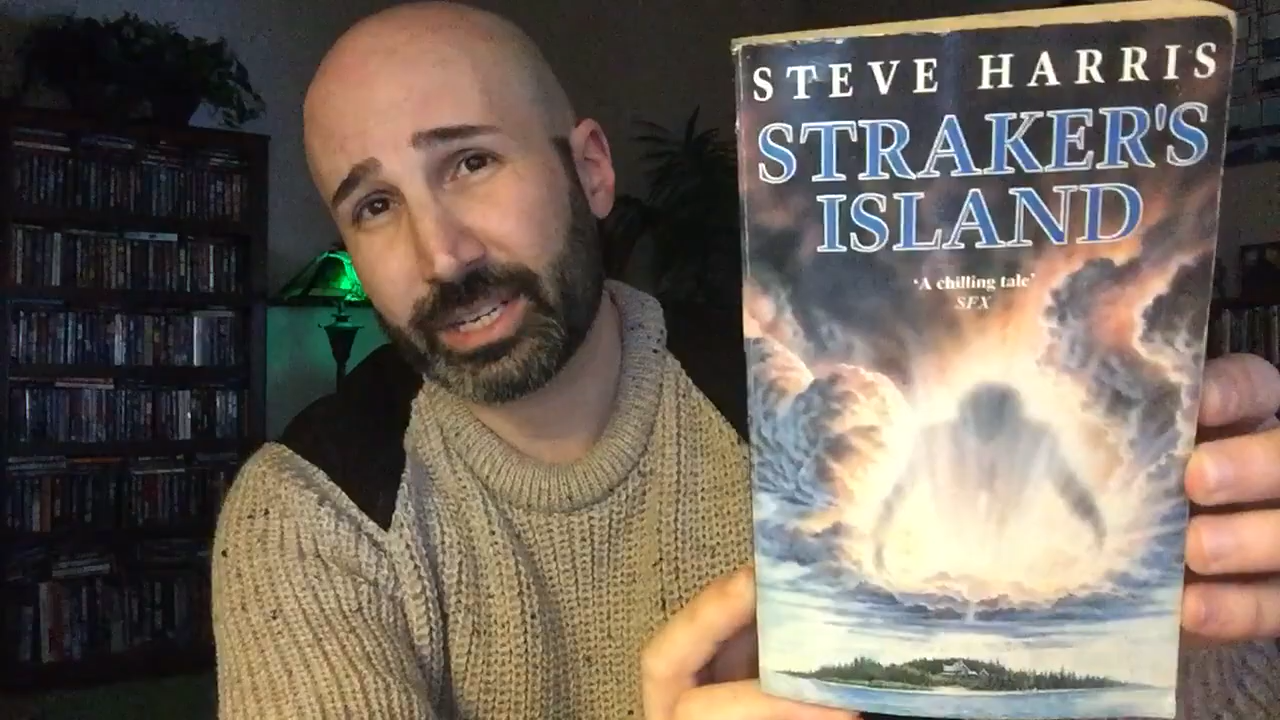 STEVE HARRIS
STRAKER'S
ISLAND
'A chilling tale'
SFX